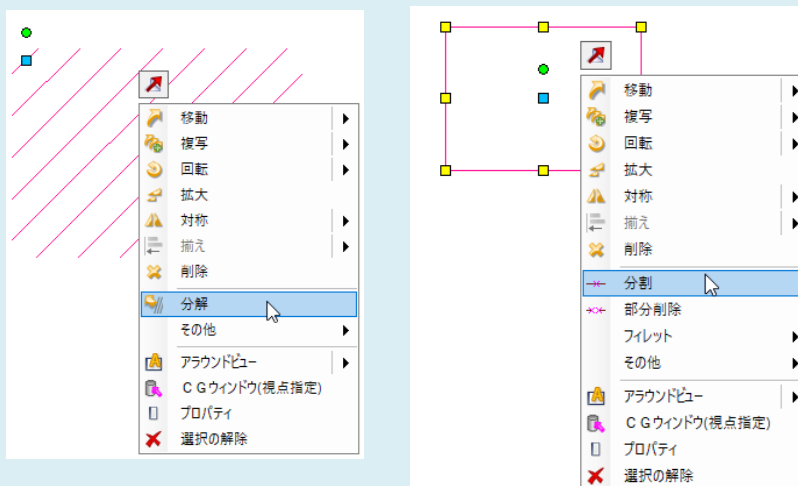 移動
複写
回転
拡大
対称
揃え
削除
分解
その他
アラウンドビュー
ＣＧウィンドウ(視点指定)
プロパティ
選択の解除
移動
複写
回転
拡大
対称
揃え
削除
分割
部分削除
フィレット
その他
アラウンドビュー
ＣＧウィンドウ(視点指定)
プロパティ
選択の解除